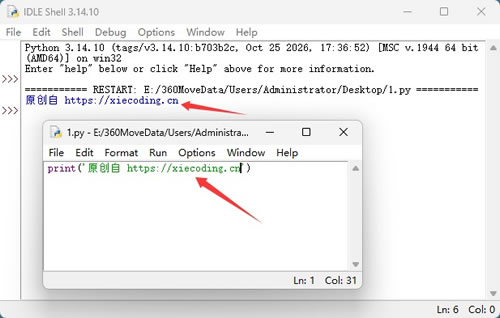 IDLE Shell 3.14.10
File Edit Shell Debug Options Window Help
Python 3.14.10 (tags/v3.14.10:b703b2c, Oct 25 2026, 17:36:52) [MSC v.1944 64 bit
(AMD64)] on win32
Enter "help" below or click "Help" above for more information.
>>>
=========== RESTART: E:/360MoveData/Users/Administrator/Desktop/1.py ===========
原创自 https://xiecoding.cn
>>>
1.py - E:/360MoveData/Users/Administra...
File Edit Format Run Options Window Help
print('原创自 https://xiecoding.cn')
Ln: 1 Col: 31
Ln: 6 Col: 0